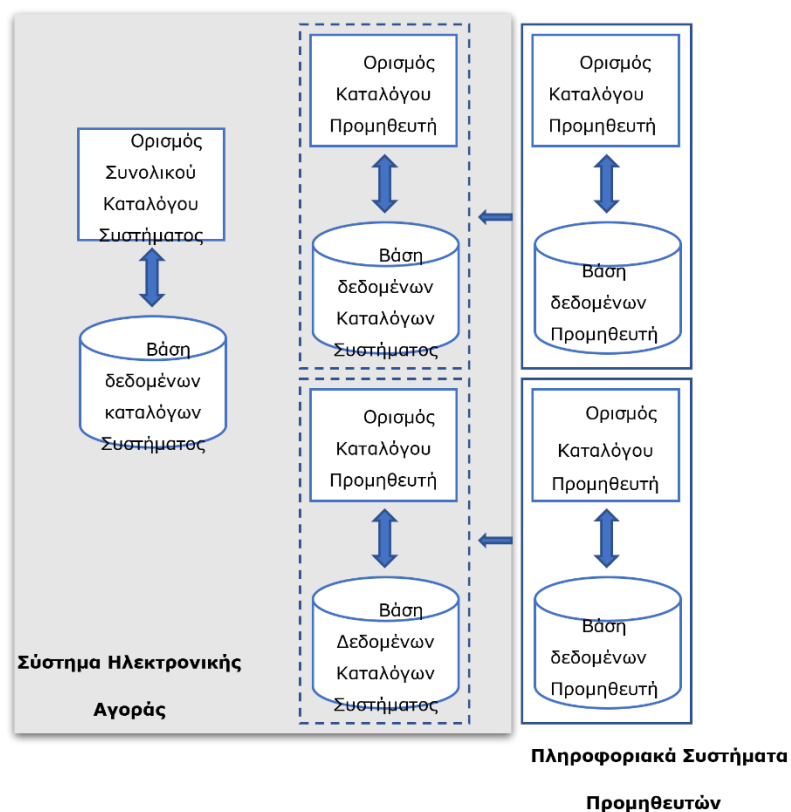 Ορισμός
Συνολικού
Καταλόγου
Συστήματος
Βάση
δεδομένων
καταλόγων
Συστήματος
Ορισμός
Καταλόγου
Προμηθευτή
Βάση
δεδομένων
Καταλόγων
Συστήματος
Ορισμός
Καταλόγου
Προμηθευτή
Βάση
δεδομένων
Προμηθευτή
Ορισμός
Καταλόγου
Προμηθευτή
Βάση
Δεδομένων
Καταλόγων
Συστήματος
Ορισμός
Καταλόγου
Προμηθευτή
Βάση
δεδομένων
Προμηθευτή
Σύστημα Ηλεκτρονικής
Αγοράς
Πληροφοριακά Συστήματα
Προμηθευτών